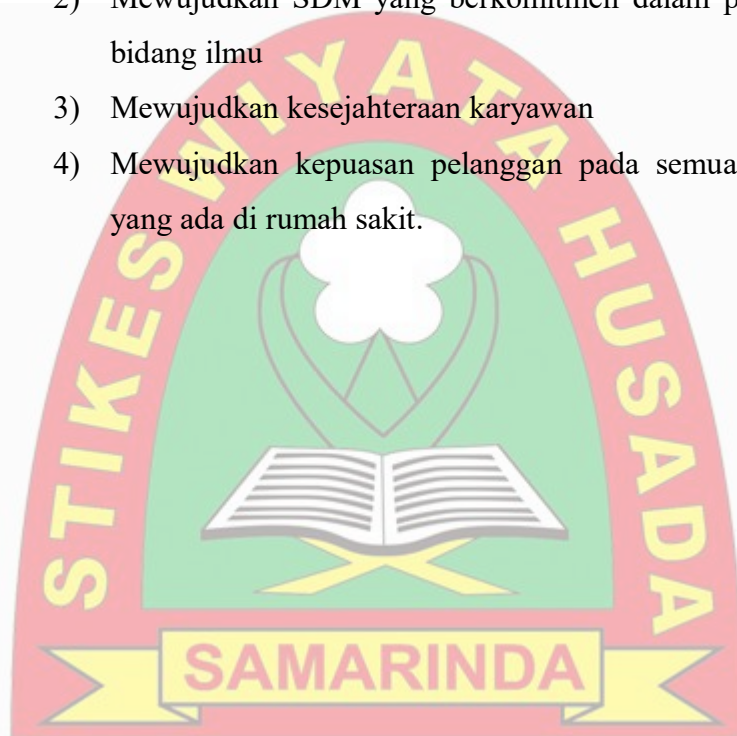 2) Mewujudkan SDM yang berkomitmen dalam
bidang ilmu
3) Mewujudkan kesejahteraan karyawan
4) Mewujudkan kepuasan pelanggan pada semua
yang ada di rumah sakit.
STIKES WIYATA HUSADA
SAMARINDA